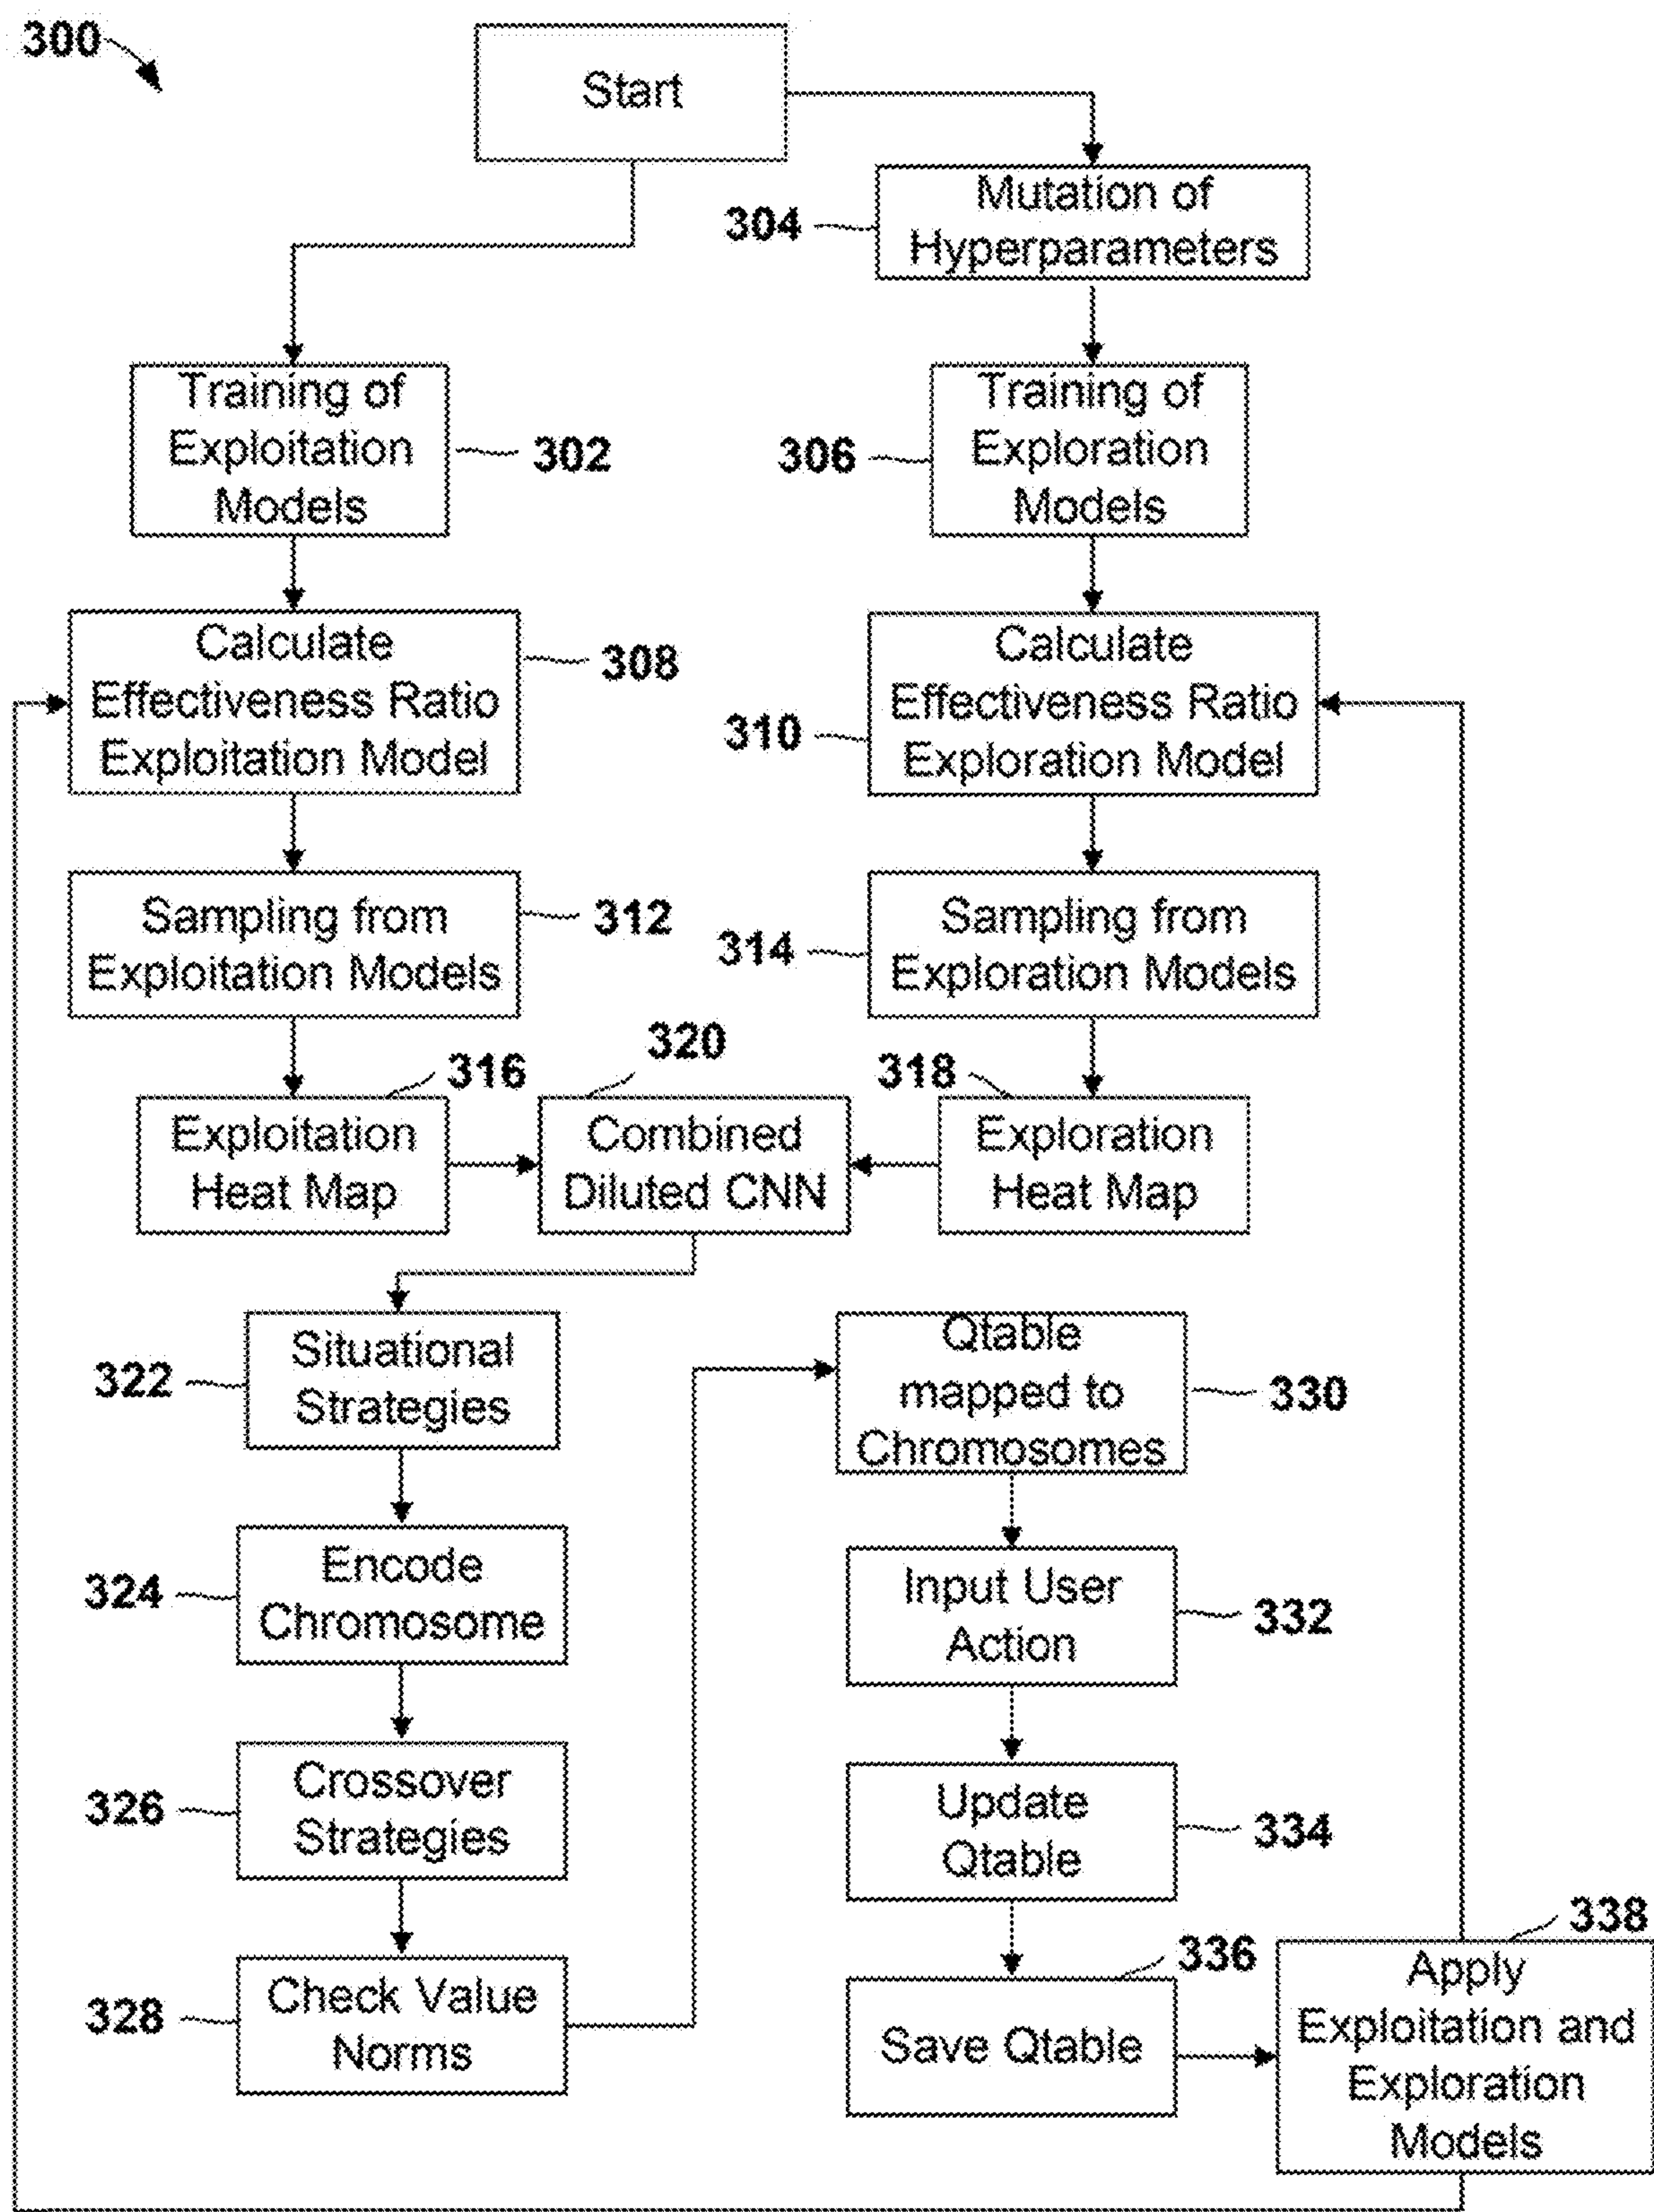 300
Start
304
Mutation of
Hyperparameters
Training of
Exploitation
Models
302
306
Training of
Exploration
Models
Calculate
Effectiveness Ratio
Exploitation Model
308
310
Calculate
Effectiveness Ratio
Exploration Model
Sampling from
Exploitation Models
312
314
Sampling from
Exploration Models
316
Exploitation
Heat Map
320
Combined
Diluted CNN
318
Exploration
Heat Map
322
Situational
Strategies
324
Encode
Chromosome
326
Crossover
Strategies
328
Check Value
Norms
Qtable
mapped to
Chromosomes
330
Input User
Action
332
Update
Qtable
334
336
Save Qtable
338
Apply
Exploitation and
Exploration
Models